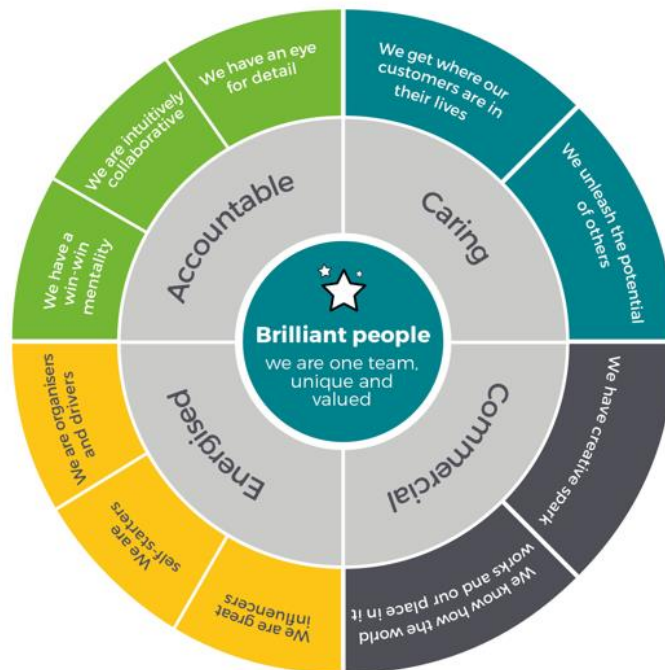 We have an eye
for detail
We are intuitively
collaborative
We have a
win-win
mentality
Accountable
We get where our
customers are in
their lives
We unleash the potential
of others
Caring
Brilliant people
we are one team,
unique and
valued
We are organisers
and drivers
We are
self-starters
We are great
influencers
Energised
We have creative spark
We know how the world
works and our place in it
Commercial